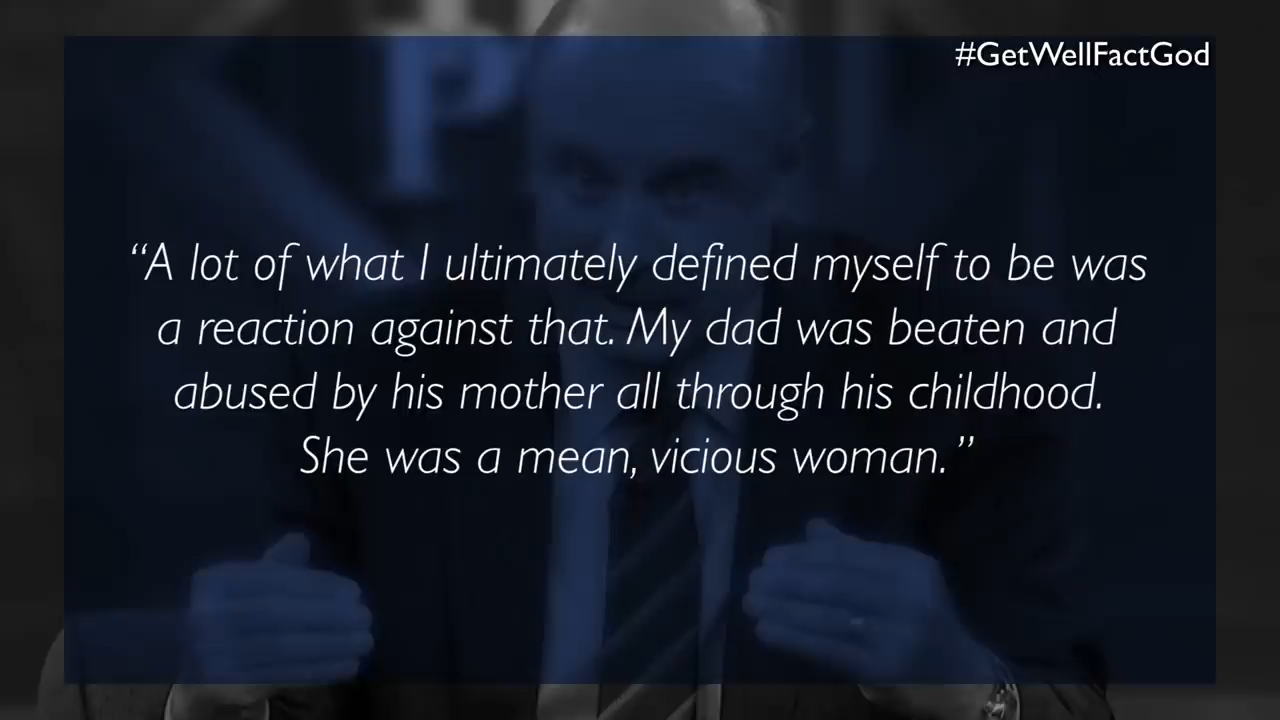 #GetWellFactGod
P
“A lot of what I ultimately defined myself to be was
a reaction against that. My dad was beaten and
abused by his mother all through his childhood.
She was a mean, vicious woman.”